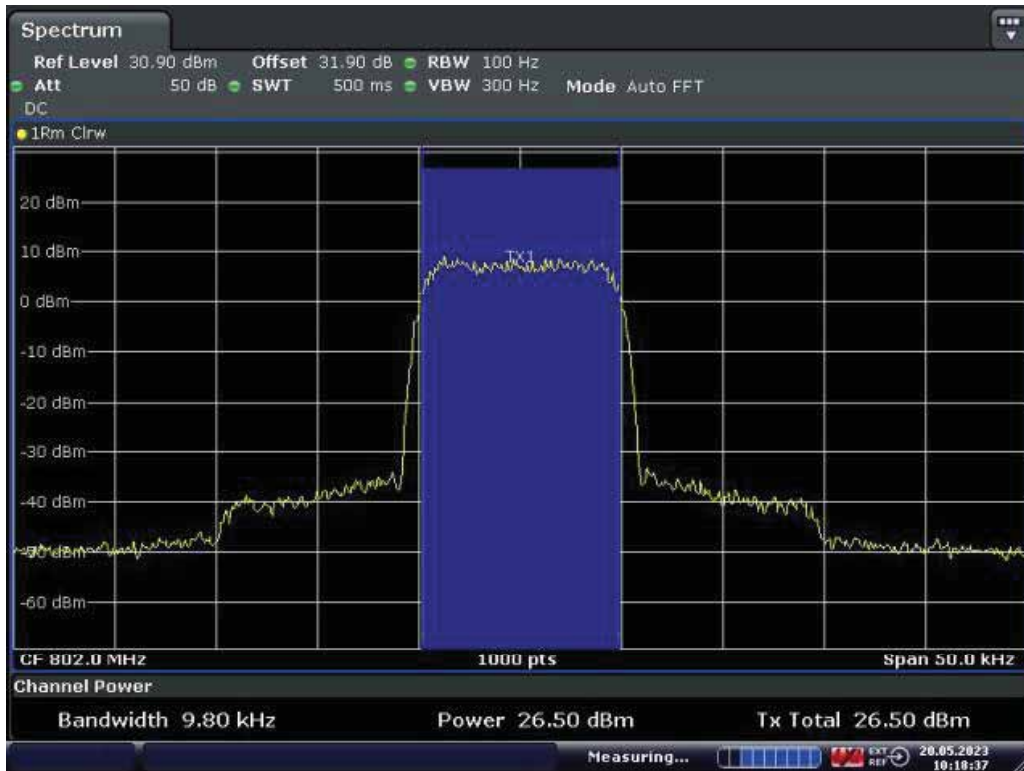 Spectrum
Ref Level 30.90 dBm Offset 31.90 dB RBW 100 Hz
Att 50 dB SWT 500 ms VBW 300 Hz Mode Auto FFT
DC
1Rm Clrw
20 dBm
10 dBm
TX1
0 dBm
-10 dBm
-20 dBm
-30 dBm
-40 dBm
-50 dBm
-60 dBm
CF 802.0 MHz 1000 pts Span 50.0 kHz
Channel Power
Bandwidth 9.80 kHz Power 26.50 dBm Tx Total 26.50 dBm
Measuring... EXT REF 20.05.2023
10:18:37